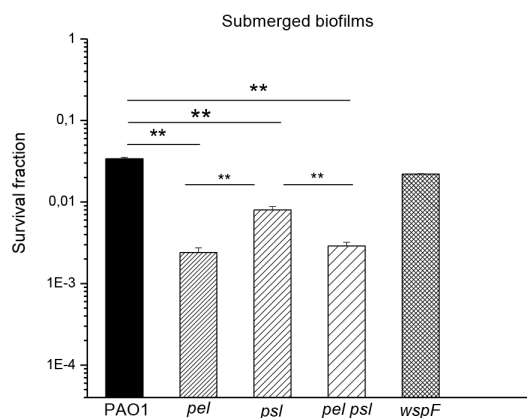 Submerged biofilms
Survival fraction
1
0,1
0,01
1E-3
1E-4
**
**
**
**
**
PAO1
pel
psl
pel psl
wspF